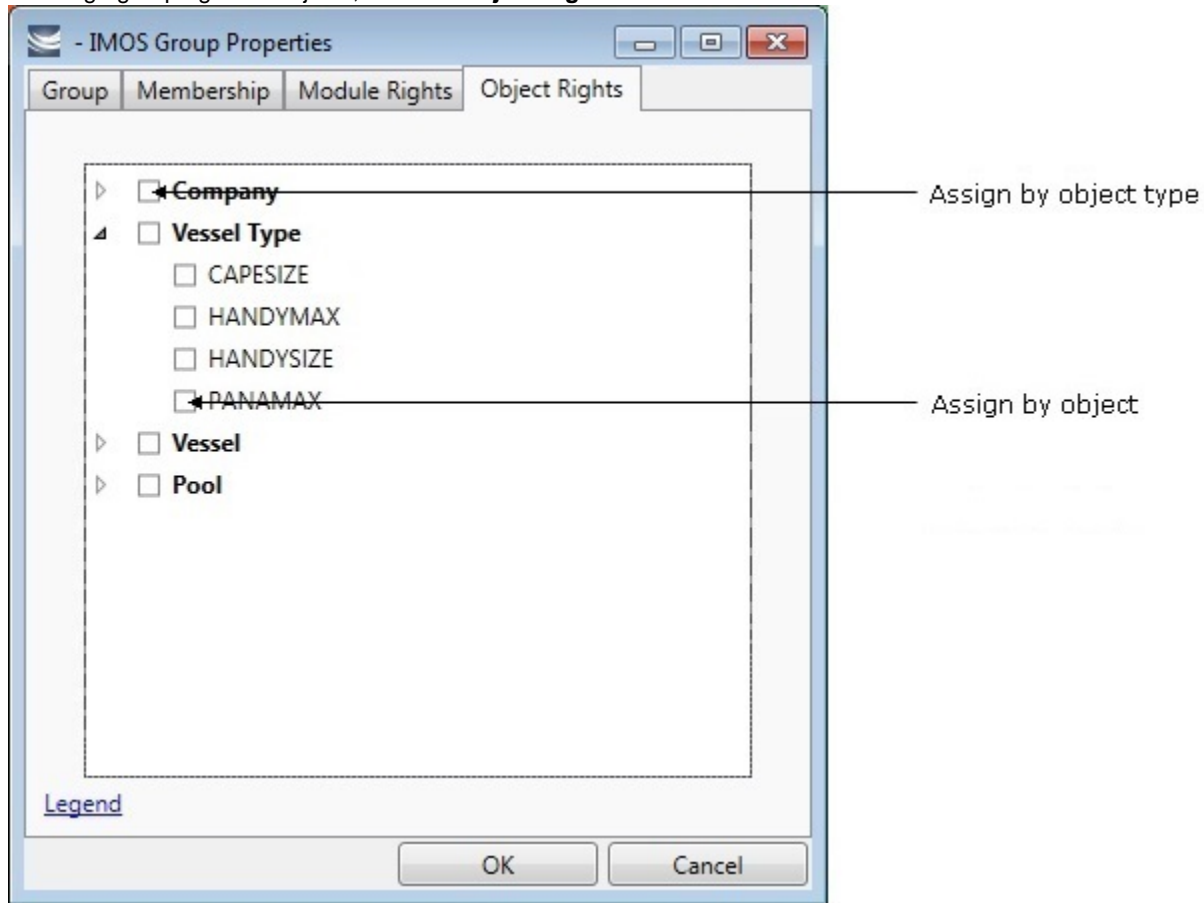 - IMOS Group Properties
Group Membership Module Rights Object Rights
Company
Assign by object type
Vessel Type
CAPESIZE
HANDYMAX
HANDYSIZE
PANAMAX
Assign by object
Vessel
Pool
Legend
OK Cancel